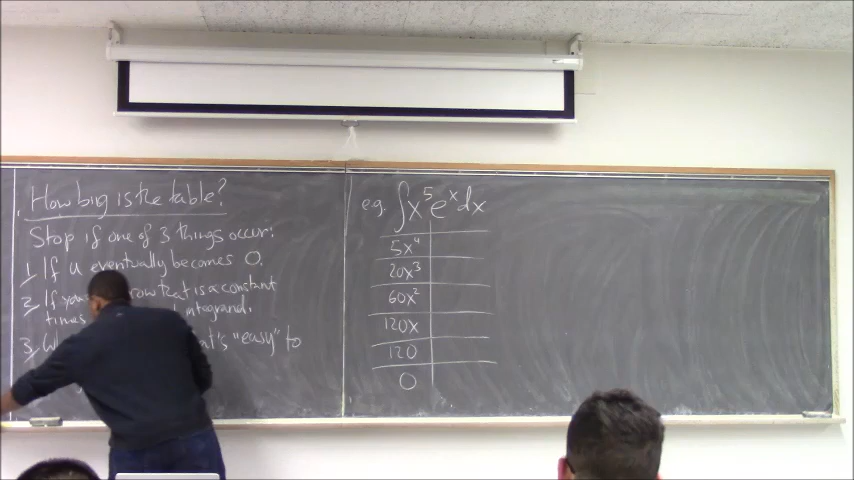 How big is the table?
Stop if one of 3 things occur:
1. If u eventually becomes 0.
2. If you row that is a constant
times integrand.
3. at's "easy" to
e.g. ∫x⁵eˣdx
5x⁴
20x³
60x²
120x
120
0